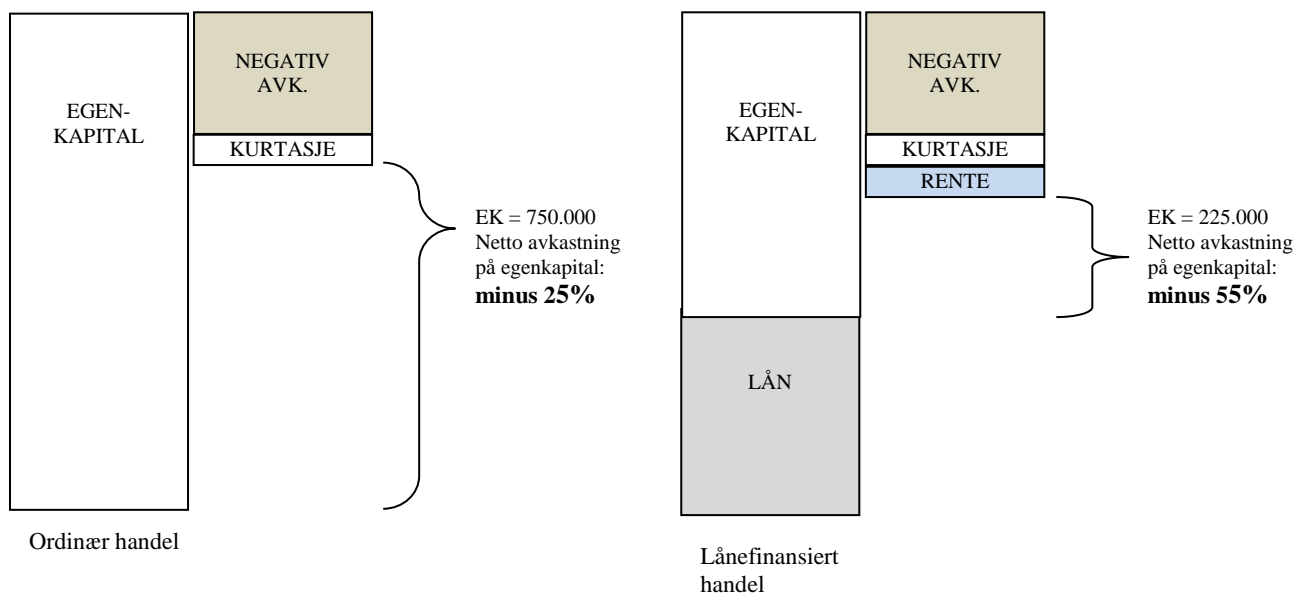 EGEN-
KAPITAL
NEGATIV
AVK.
KURTASJE
EK = 750.000
Netto avkastning
på egenkapital:
minus 25%
Ordinær handel
EGEN-
KAPITAL
LÅN
NEGATIV
AVK.
KURTASJE
RENTE
EK = 225.000
Netto avkastning
på egenkapital:
minus 55%
Lånefinansiert
handel